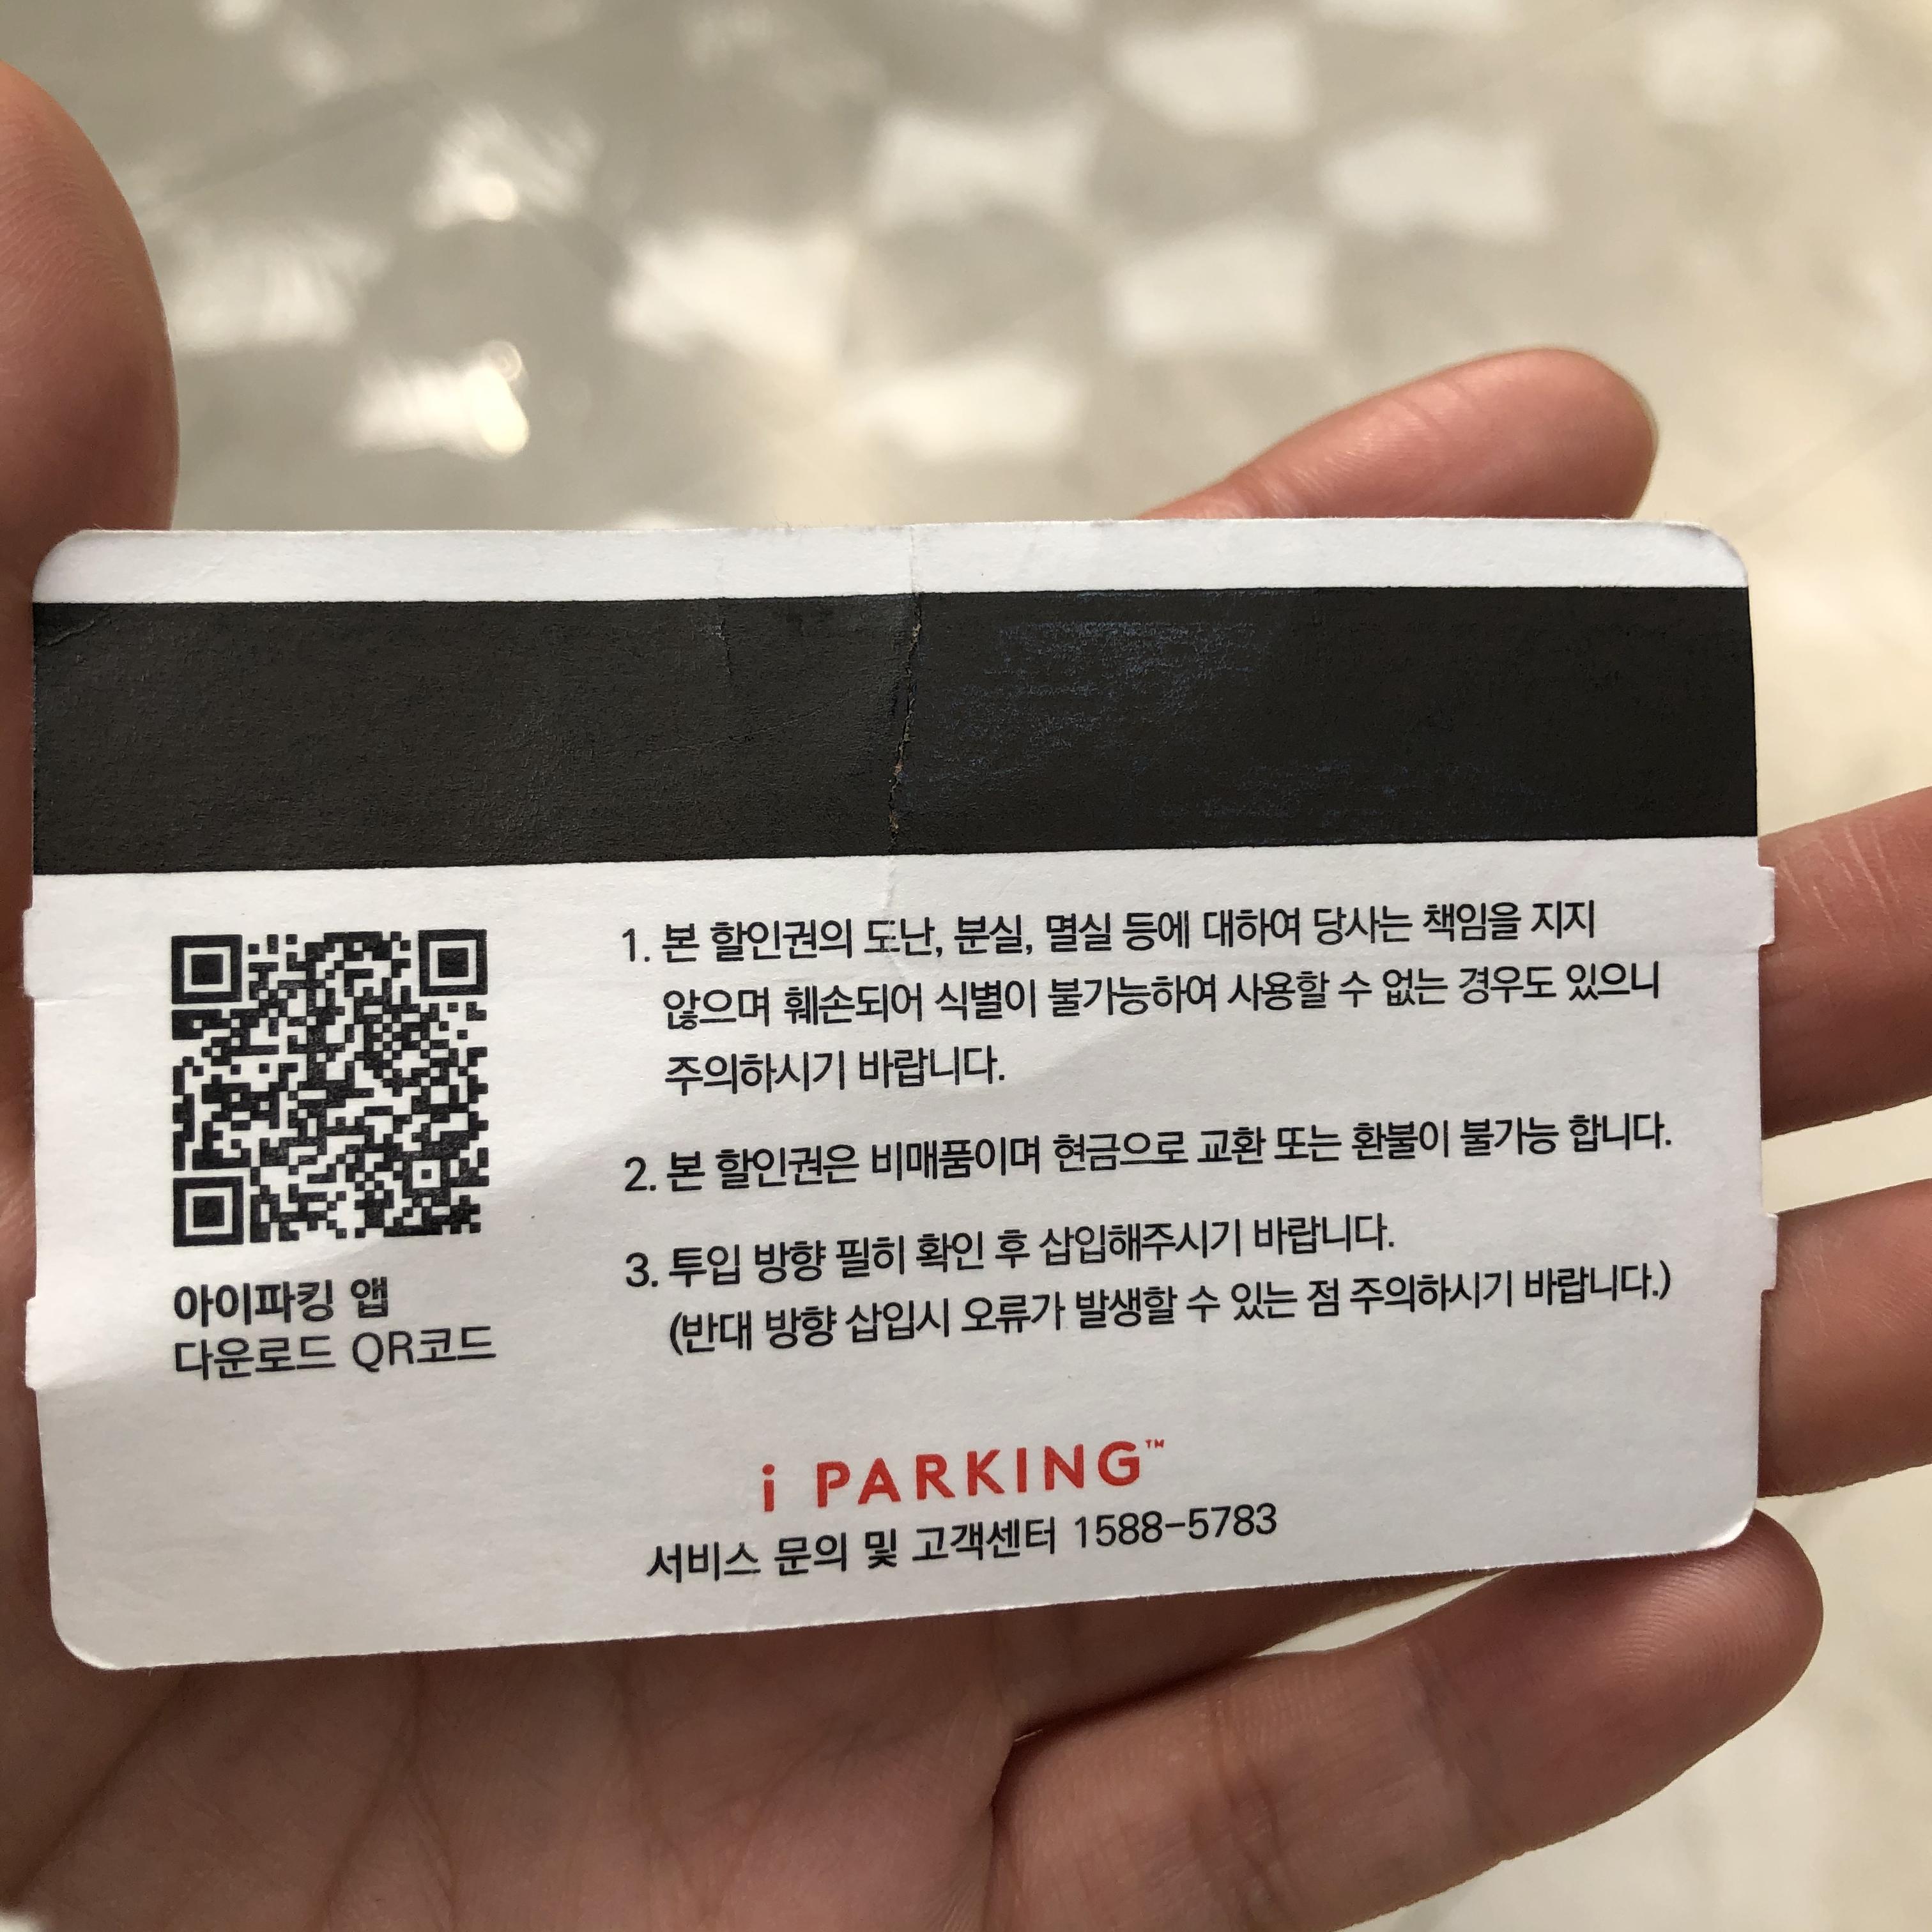 1. 본 할인권의 도난, 분실, 멸실 등에 대하여 당사는 책임을 지지
않으며 훼손되어 식별이 불가능하여 사용할 수 없는 경우도 있으니
주의하시기 바랍니다.
2. 본 할인권은 비매품이며 현금으로 교환 또는 환불이 불가능 합니다.
3. 투입 방향 필히 확인 후 삽입해주시기 바랍니다.
(반대 방향 삽입시 오류가 발생할 수 있는 점 주의하시기 바랍니다.)
아이파킹 앱
다운로드 QR코드
i PARKING™
서비스 문의 및 고객센터 1588-5783